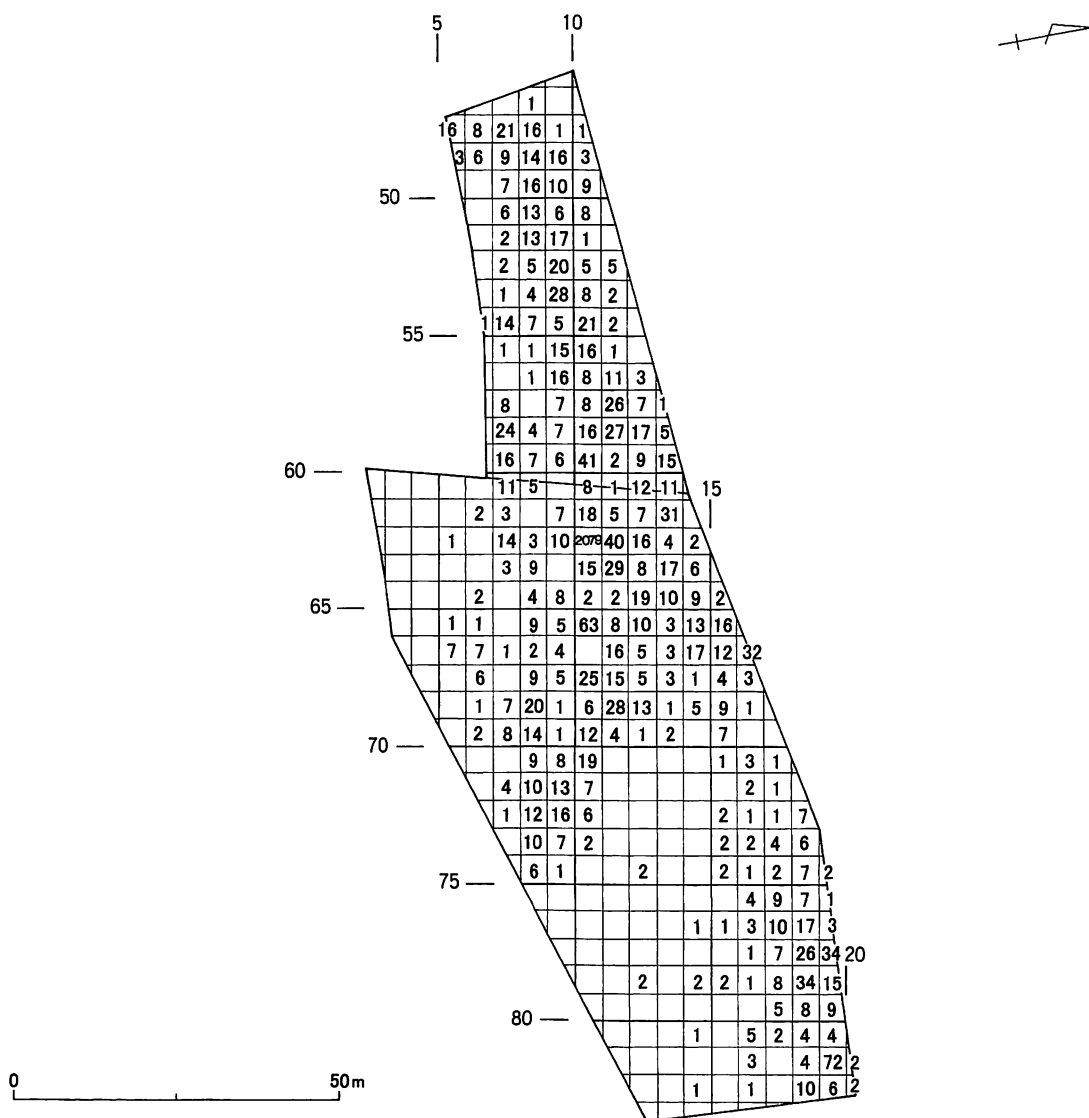 5 10
1
16 8 21 16 1 1
3 6 9 14 16 3
7 16 10 9
50
6 13 6 8
2 13 17 1
2 5 20 5 5
1 4 28 8 2
1 14 7 5 21 2
55
1 1 15 16 1
1 16 8 11 3
8 7 8 26 7 1
24 4 7 16 27 17 5
16 7 6 41 2 9 15
60
11 5 8 1 12 11 15
2 3 7 18 5 7 31
1 14 3 10 2079 40 16 4 2
3 9 15 29 8 17 6
2 4 8 2 2 19 10 9 2
65
1 1 9 5 63 8 10 3 13 16
7 7 1 2 4 16 5 3 17 12 32
6 9 5 25 15 5 3 1 4 3
1 7 20 1 6 28 13 1 5 9 1
2 8 14 1 12 4 1 2 7
70
9 8 19 1 3 1
4 10 13 7 2 1
1 12 16 6 2 1 1 7
10 7 2 2 2 4 6
6 1 2 2 1 2 7 2
75
4 9 7 1
1 1 3 10 17 3
1 7 26 34 20
2 2 2 1 8 34 15
5 8 9
80
1 5 2 4 4
3 4 72 2
1 1 10 6 2
0 50m